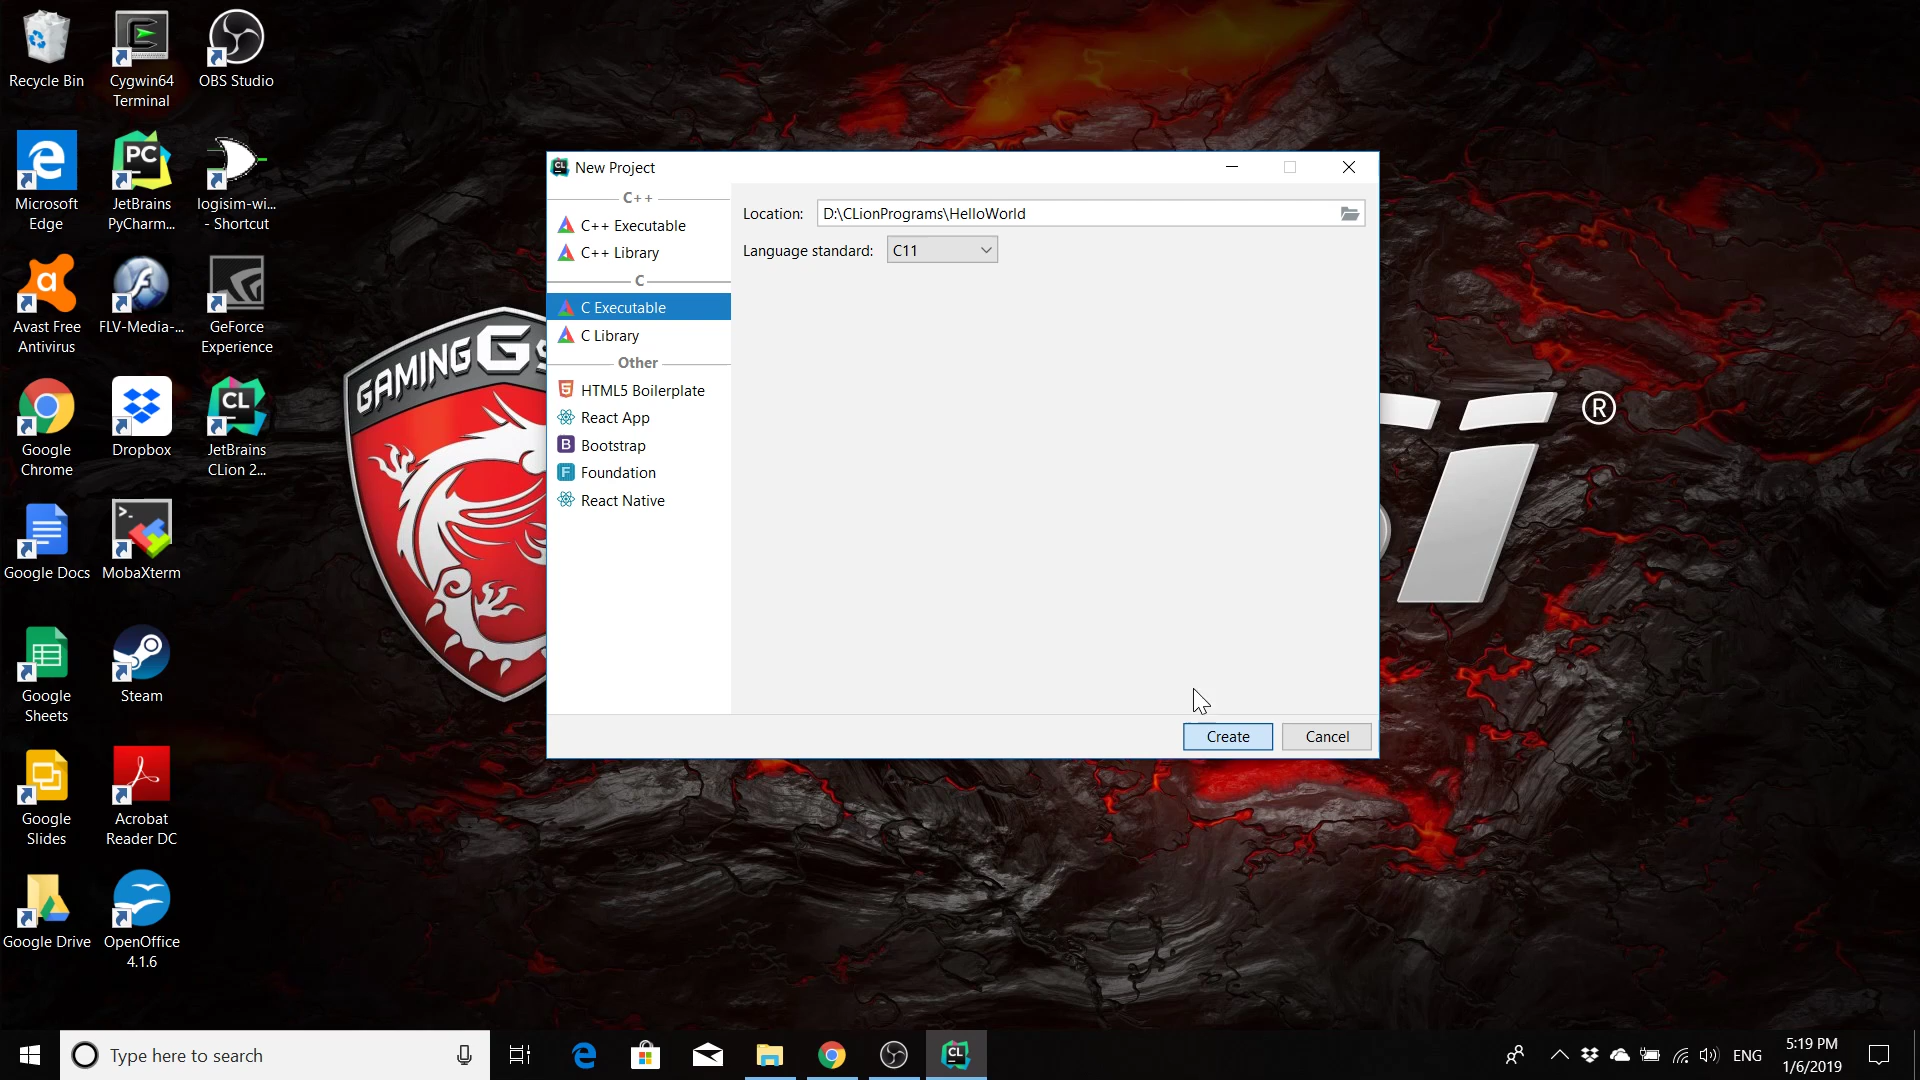 Recycle Bin
Cygwin64
Terminal
OBS Studio
Microsoft
Edge
JetBrains
PyCharm...
logisim-wi...
- Shortcut
Avast Free
Antivirus
FLV-Media-...
GeForce
Experience
Google
Chrome
Dropbox
JetBrains
CLion 2...
Google Docs
MobaXterm
Google
Sheets
Steam
Google
Slides
Acrobat
Reader DC
Google Drive
OpenOffice
4.1.6
GAMING G
®
New Project
C++
C++ Executable
C++ Library
C
C Executable
C Library
Other
HTML5 Boilerplate
React App
Bootstrap
Foundation
React Native
Location: D:\CLionPrograms\HelloWorld
Language standard: C11
Create
Cancel
Type here to search
ENG
5:19 PM
1/6/2019